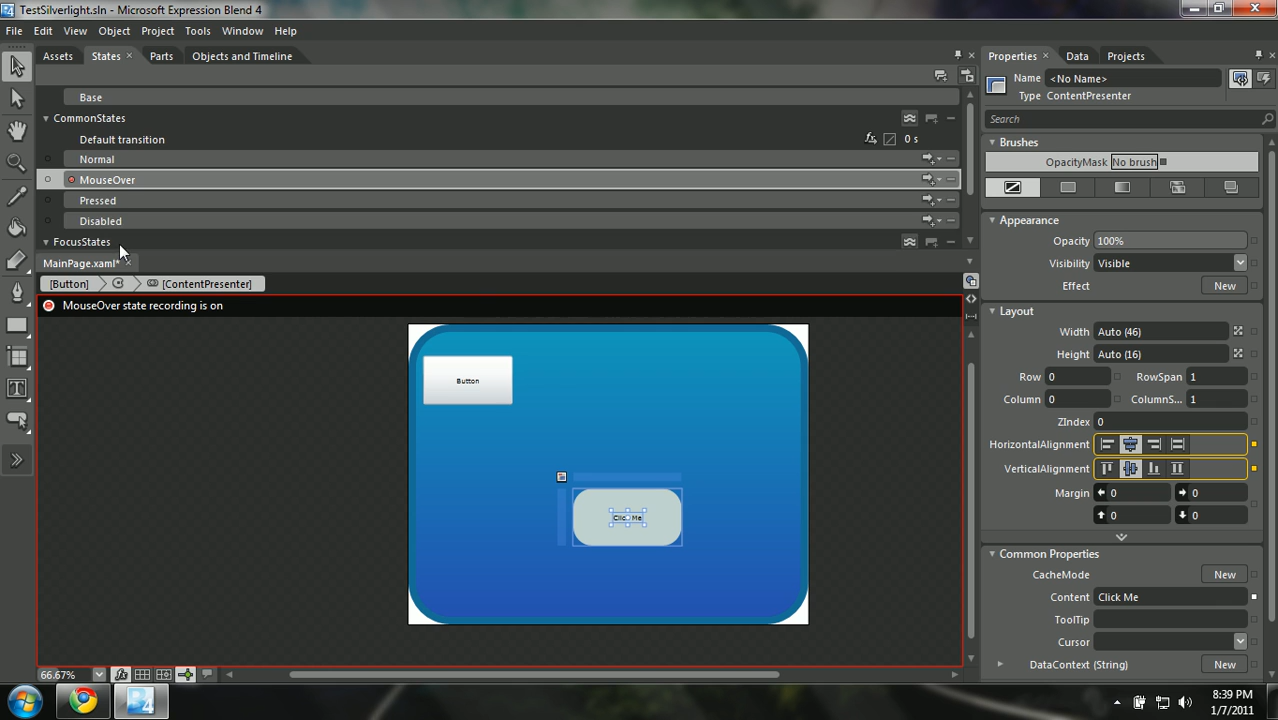 TestSilverlight.sln - Microsoft Expression Blend 4
File Edit View Object Project Tools Window Help
Assets States Parts Objects and Timeline
Base
CommonStates
Default transition 0 s
Normal
MouseOver
Pressed
Disabled
FocusStates
MainPage.xaml*
[Button] [ContentPresenter]
MouseOver state recording is on
Button
Click Me
66.67%
Properties Data Projects
Name <No Name>
Type ContentPresenter
Search
Brushes
OpacityMask No brush
Appearance
Opacity 100%
Visibility Visible
Effect New
Layout
Width Auto (46)
Height Auto (16)
Row 0 RowSpan 1
Column 0 ColumnS... 1
ZIndex 0
HorizontalAlignment
VerticalAlignment
Margin 0 0
0 0
Common Properties
CacheMode New
Content Click Me
ToolTip
Cursor
DataContext (String) New
8:39 PM
1/7/2011